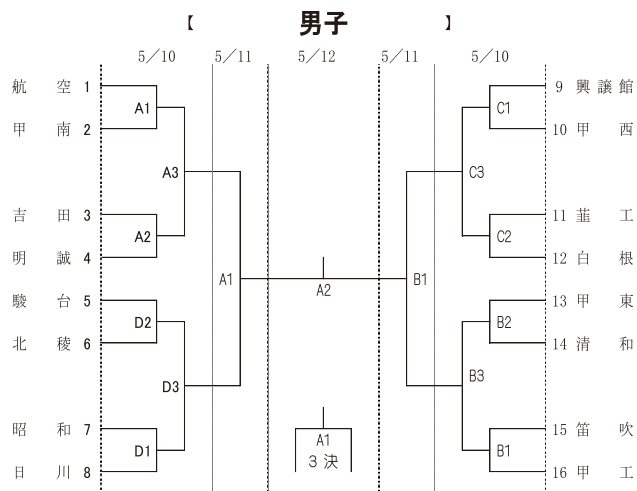 【 男子 】
5／10 5／11 5／12 5／11 5／10
航空 1
甲南 2
吉田 3
明誠 4
駿台 5
北稜 6
昭和 7
日川 8
A1
A3
A2
A1
D2
D3
D1
A2
A1
3決
B1
C1
C3
C2
B2
B3
B1
9 興譲館
10 甲西
11 韮工
12 白根
13 甲東
14 清和
15 笛吹
16 甲工